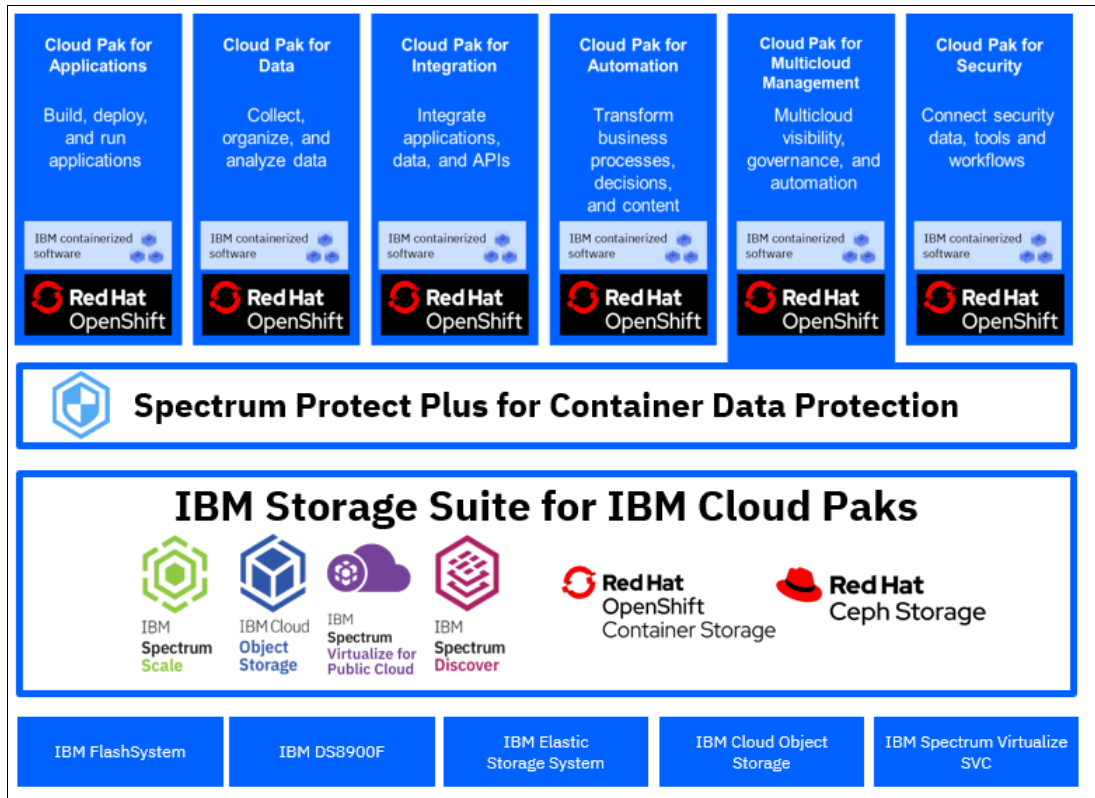 Cloud Pak for
Applications
Build, deploy,
and run
applications
IBM containerized
software
Red Hat
OpenShift
Cloud Pak for
Data
Collect,
organize, and
analyze data
IBM containerized
software
Red Hat
OpenShift
Cloud Pak for
Integration
Integrate
applications,
data, and APIs
IBM containerized
software
Red Hat
OpenShift
Cloud Pak for
Automation
Transform
business
processes,
decisions,
and content
IBM containerized
software
Red Hat
OpenShift
Cloud Pak for
Multicloud
Management
Multicloud
visibility,
governance, and
automation
IBM containerized
software
Red Hat
OpenShift
Cloud Pak for
Security
Connect security
data, tools and
workflows
IBM containerized
software
Red Hat
OpenShift
Spectrum Protect Plus for Container Data Protection
IBM Storage Suite for IBM Cloud Paks
IBM
Spectrum
Scale
IBM Cloud
Object
Storage
IBM
Spectrum
Virtualize for
Public Cloud
IBM
Spectrum
Discover
Red Hat
OpenShift
Container Storage
Red Hat
Ceph Storage
IBM FlashSystem
IBM DS8900F
IBM Elastic
Storage System
IBM Cloud Object
Storage
IBM Spectrum Virtualize
SVC